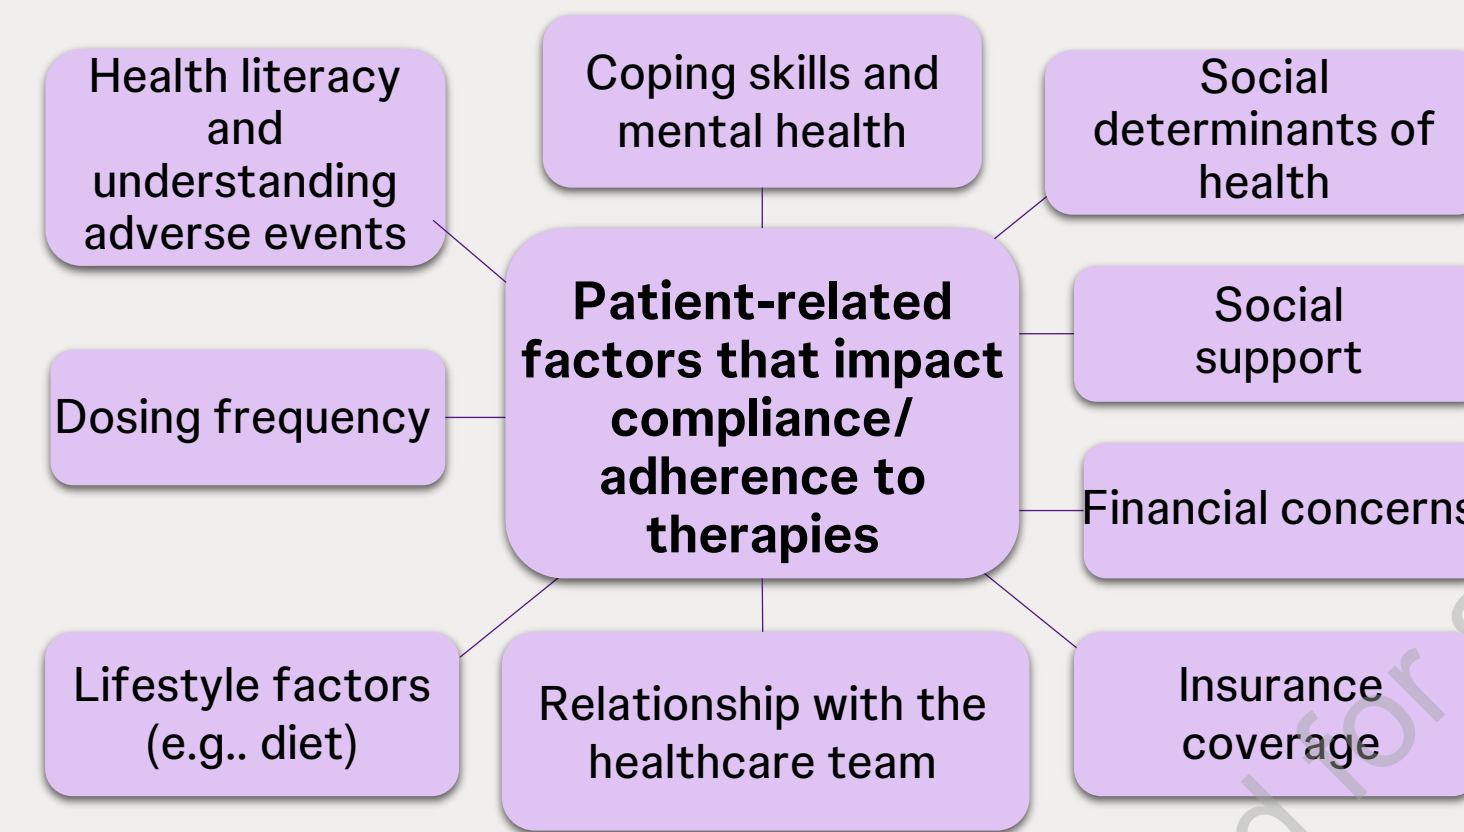 Health literacy
and
understanding
adverse events
Coping skills and
mental health
Social
determinants of
health
Patient-related
factors that impact
compliance/
adherence to
therapies
Social
support
Dosing frequency
Financial concerns
Lifestyle factors
(e.g.. diet)
Relationship with the
healthcare team
Insurance
coverage
for